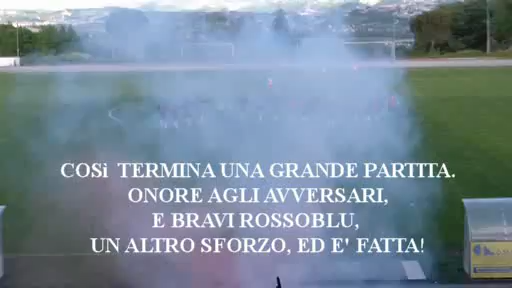 COSì TERMINA UNA GRANDE PARTITA.
ONORE AGLI AVVERSARI,
E BRAVI ROSSOBLU,
UN ALTRO SFORZO, ED E' FATTA!